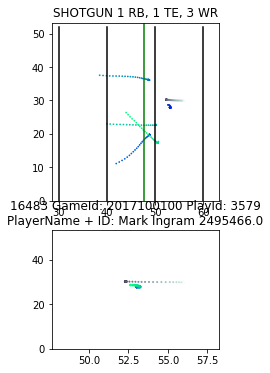 SHOTGUN 1 RB, 1 TE, 3 WR
50
40
30
20
10
0
30 40 50 60
16483 GameId: 2017100100 PlayId: 3579
PlayerName + ID: Mark Ingram 2495466.0
40
20
0
50.0 52.5 55.0 57.5